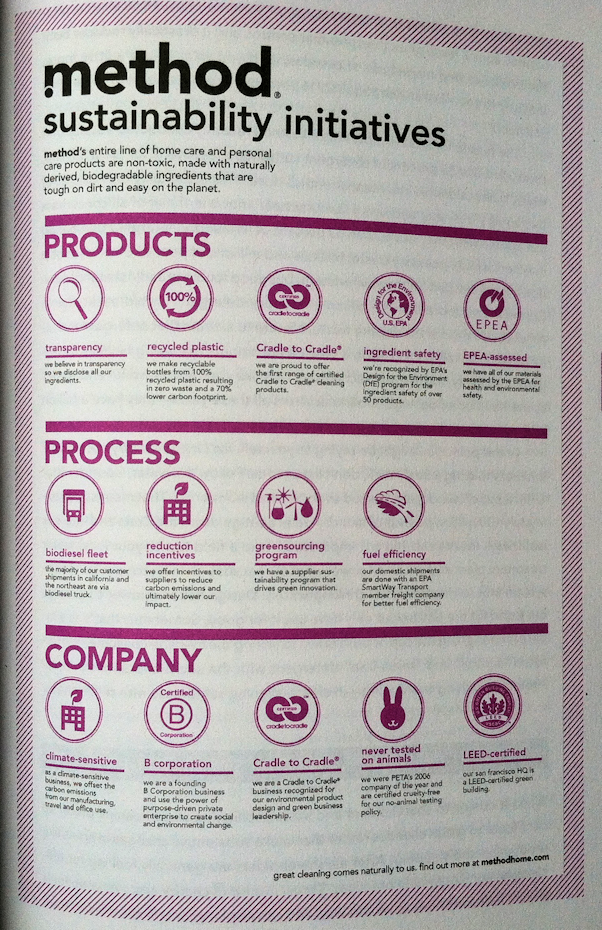 method®
sustainability initiatives
method's entire line of home care and personal
care products are non-toxic, made with naturally
derived, biodegradable ingredients that are
tough on dirt and easy on the planet.
PRODUCTS
transparency
we believe in transparency
so we disclose all our
ingredients.
100%
recycled plastic
we make recyclable
bottles from 100%
recycled plastic resulting
in zero waste and a 70%
lower carbon footprint.
CERTIFIED
cradletocradle
Cradle to Cradle®
we are proud to offer
the first range of certified
Cradle to Cradle® cleaning
products.
Design for the Environment
U.S. EPA
ingredient safety
we're recognized by EPA's
Design for the Environment
(DfE) program for the
ingredient safety of over
50 products.
EPEA
EPEA-assessed
we have all of our materials
assessed by the EPEA for
health and environmental
safety.
PROCESS
biodiesel fleet
the majority of our customer
shipments in california and
the northeast are via
biodiesel truck.
reduction
incentives
we offer incentives to
suppliers to reduce
carbon emissions and
ultimately lower our
impact.
greensourcing
program
we have a supplier sus-
tainability program that
drives green innovation.
fuel efficiency
our domestic shipments
are done with an EPA
SmartWay Transport
member freight company
for better fuel efficiency.
COMPANY
climate-sensitive
as a climate-sensitive
business, we offset the
carbon emissions
from our manufacturing,
travel and office use.
Certified
B
Corporation
B corporation
we are a founding
B Corporation business
and use the power of
purpose-driven private
enterprise to create social
and environmental change.
CERTIFIED
cradletocradle
Cradle to Cradle®
we are a Cradle to Cradle®
business recognized for
our environmental product
design and green business
leadership.
never tested
on animals
we were PETA's 2006
company of the year and
are certified cruelty-free
for our no-animal testing
policy.
LEED
LEED-certified
our san francisco HQ is
a LEED-certified green
building.
great cleaning comes naturally to us. find out more at methodhome.com